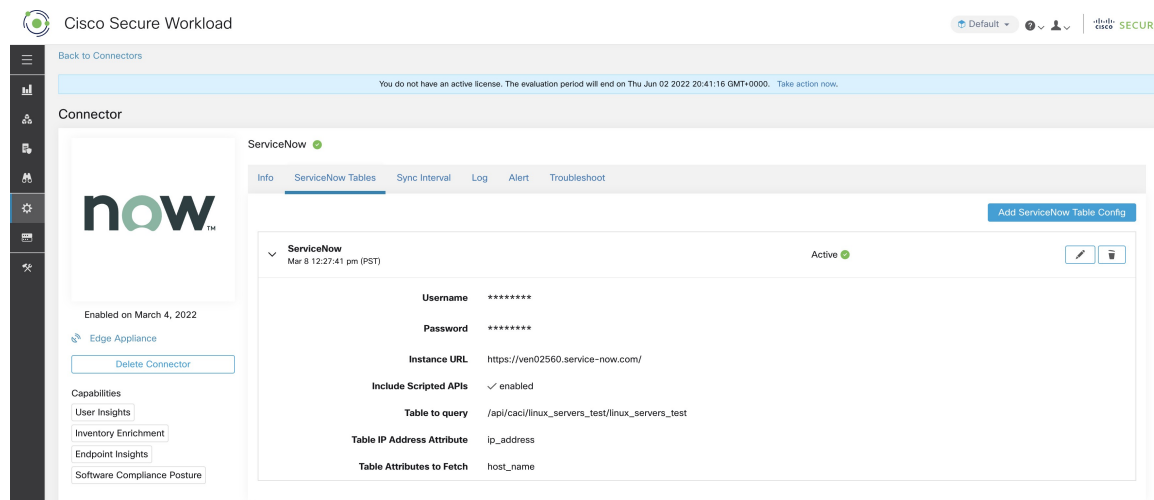 Cisco Secure Workload
Default
cisco SECUR
Back to Connectors
You do not have an active license. The evaluation period will end on Thu Jun 02 2022 20:41:16 GMT+0000. Take action now.
Connector
now™
ServiceNow
Info ServiceNow Tables Sync Interval Log Alert Troubleshoot
Add ServiceNow Table Config
ServiceNow
Mar 8 12:27:41 pm (PST)
Active
Username ********
Password ********
Instance URL https://ven02560.service-now.com/
Include Scripted APIs ✓ enabled
Table to query /api/caci/linux_servers_test/linux_servers_test
Table IP Address Attribute ip_address
Table Attributes to Fetch host_name
Enabled on March 4, 2022
Edge Appliance
Delete Connector
Capabilities
User Insights
Inventory Enrichment
Endpoint Insights
Software Compliance Posture